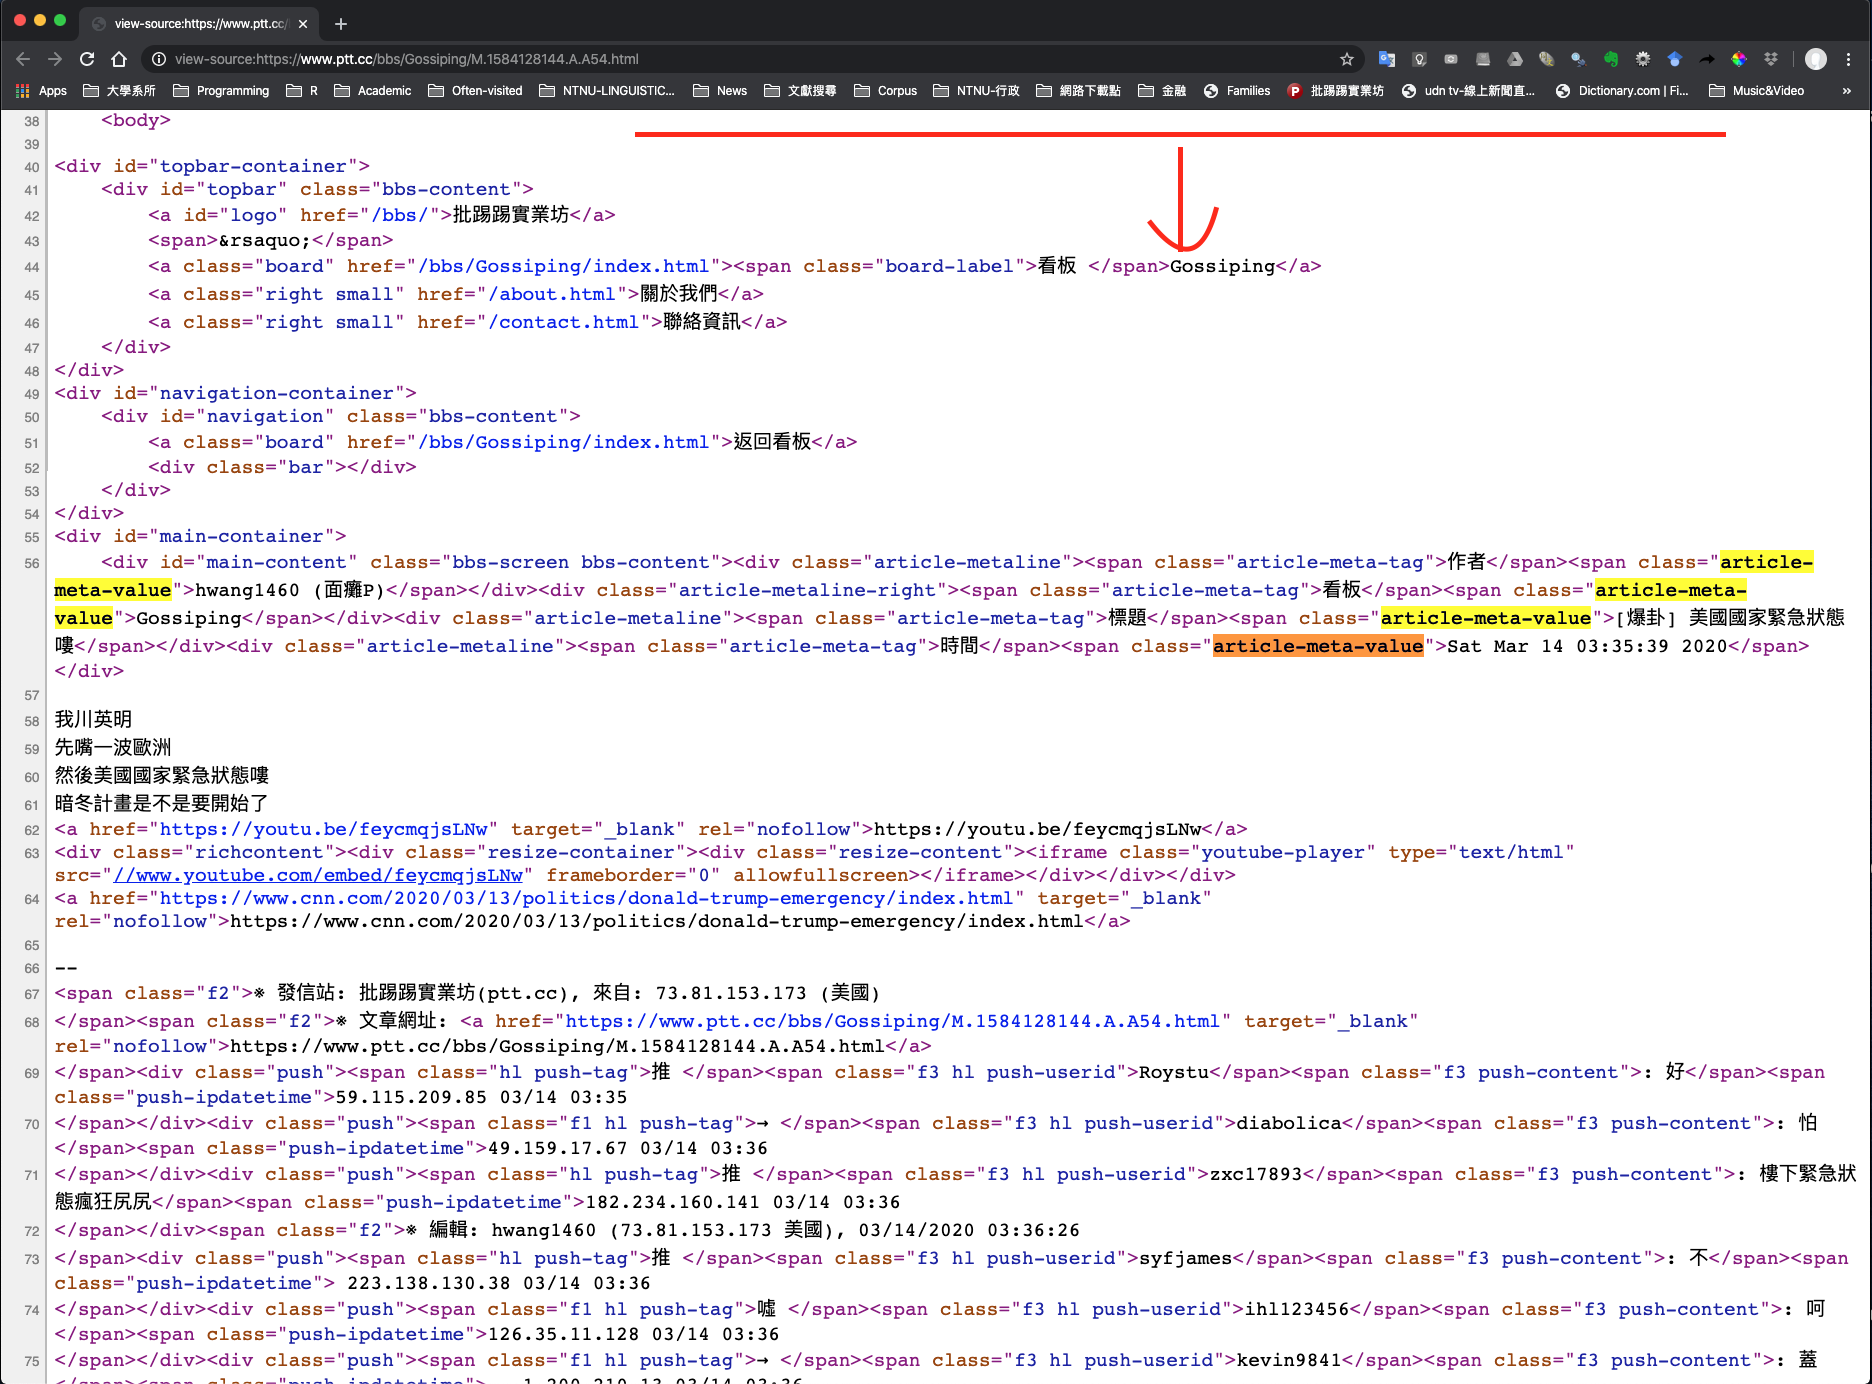 view-source:https://www.ptt.cc/
view-source:https://www.ptt.cc/bbs/Gossiping/M.1584128144.A.A54.html
Apps 大學系所 Programming R Academic Often-visited NTNU-LINGUISTIC... News 文獻搜尋 Corpus NTNU-行政 網路下載點 金融 Families 批踢踢實業坊 udn tv-線上新聞直... Dictionary.com | Fi... Music&Video »
38 <body>
39
40 <div id="topbar-container">
41 <div id="topbar" class="bbs-content">
42 <a id="logo" href="/bbs/">批踢踢實業坊</a>
43 <span>&rsaquo;</span>
44 <a class="board" href="/bbs/Gossiping/index.html"><span class="board-label">看板 </span>Gossiping</a>
45 <a class="right small" href="/about.html">關於我們</a>
46 <a class="right small" href="/contact.html">聯絡資訊</a>
47 </div>
48 </div>
49 <div id="navigation-container">
50 <div id="navigation" class="bbs-content">
51 <a class="board" href="/bbs/Gossiping/index.html">返回看板</a>
52 <div class="bar"></div>
53 </div>
54 </div>
55 <div id="main-container">
56 <div id="main-content" class="bbs-screen bbs-content"><div class="article-metaline"><span class="article-meta-tag">作者</span><span class="article-
meta-value">hwang1460 (面癱P)</span></div><div class="article-metaline-right"><span class="article-meta-tag">看板</span><span class="article-meta-
value">Gossiping</span></div><div class="article-metaline"><span class="article-meta-tag">標題</span><span class="article-meta-value">[爆卦] 美國國家緊急狀態
嘍</span></div><div class="article-metaline"><span class="article-meta-tag">時間</span><span class="article-meta-value">Sat Mar 14 03:35:39 2020</span>
</div>
57
58 我川英明
59 先嘴一波歐洲
60 然後美國國家緊急狀態嘍
61 暗冬計畫是不是要開始了
62 <a href="https://youtu.be/feycmqjsLNw" target="_blank" rel="nofollow">https://youtu.be/feycmqjsLNw</a>
63 <div class="richcontent"><div class="resize-container"><div class="resize-content"><iframe class="youtube-player" type="text/html"
src="//www.youtube.com/embed/feycmqjsLNw" frameborder="0" allowfullscreen></iframe></div></div></div>
64 <a href="https://www.cnn.com/2020/03/13/politics/donald-trump-emergency/index.html" target="_blank"
rel="nofollow">https://www.cnn.com/2020/03/13/politics/donald-trump-emergency/index.html</a>
65
66 --
67 <span class="f2">※ 發信站: 批踢踢實業坊(ptt.cc), 來自: 73.81.153.173 (美國)
68 </span><span class="f2">※ 文章網址: <a href="https://www.ptt.cc/bbs/Gossiping/M.1584128144.A.A54.html" target="_blank"
rel="nofollow">https://www.ptt.cc/bbs/Gossiping/M.1584128144.A.A54.html</a>
69 </span><div class="push"><span class="hl push-tag">推 </span><span class="f3 hl push-userid">Roystu</span><span class="f3 push-content">: 好</span><span
class="push-ipdatetime">59.115.209.85 03/14 03:35
70 </span></div><div class="push"><span class="f1 hl push-tag">→ </span><span class="f3 hl push-userid">diabolica</span><span class="f3 push-content">: 怕
</span><span class="push-ipdatetime">49.159.17.67 03/14 03:36
71 </span></div><div class="push"><span class="hl push-tag">推 </span><span class="f3 hl push-userid">zxc17893</span><span class="f3 push-content">: 樓下緊急狀
態瘋狂尻尻</span><span class="push-ipdatetime">182.234.160.141 03/14 03:36
72 </span></div><span class="f2">※ 編輯: hwang1460 (73.81.153.173 美國), 03/14/2020 03:36:26
73 </span><div class="push"><span class="hl push-tag">推 </span><span class="f3 hl push-userid">syfjames</span><span class="f3 push-content">: 不</span><span
class="push-ipdatetime"> 223.138.130.38 03/14 03:36
74 </span></div><div class="push"><span class="f1 hl push-tag">噓 </span><span class="f3 hl push-userid">ihl123456</span><span class="f3 push-content">: 呵
</span><span class="push-ipdatetime">126.35.11.128 03/14 03:36
75 </span></div><div class="push"><span class="f1 hl push-tag">→ </span><span class="f3 hl push-userid">kevin9841</span><span class="f3 push-content">: 蓋